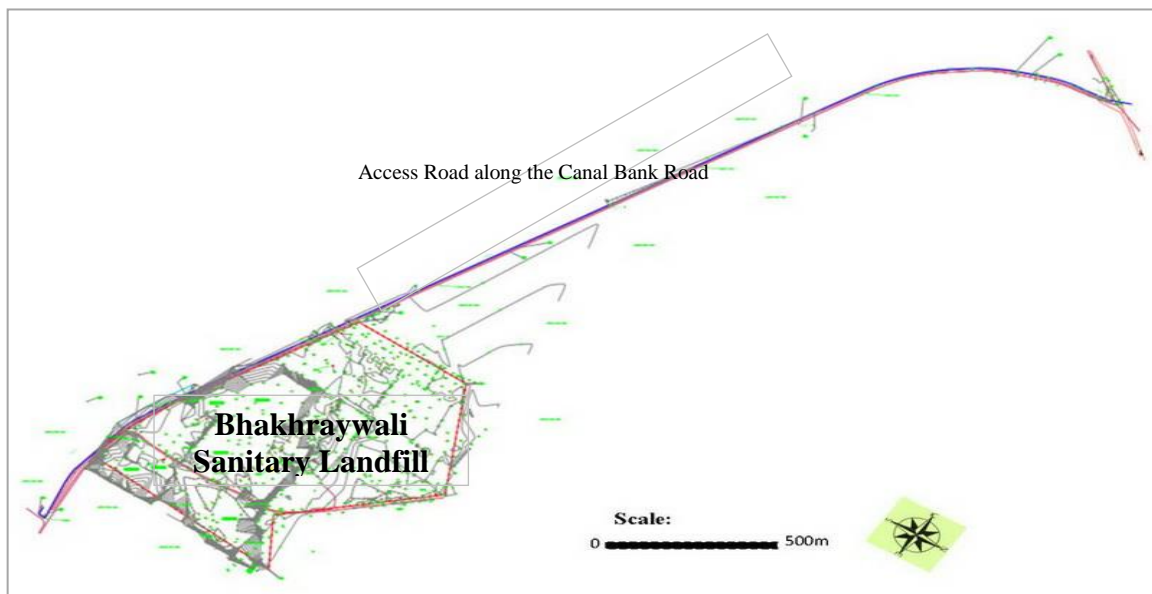 Access Road along the Canal Bank Road
Bhakhraywali
Sanitary Landfill
Scale:
0 500m